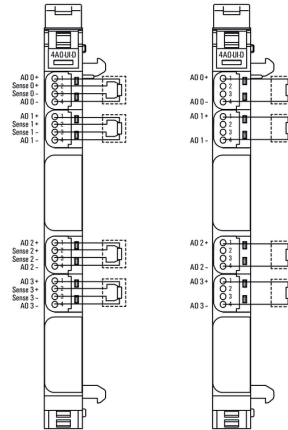 4AO-UI-D
AO 0+
Sense 0+
Sense 0−
AO 0−
1
2
3
4
AO 1+
Sense 1+
Sense 1−
AO 1−
1
2
3
4
AO 2+
Sense 2+
Sense 2−
AO 2−
1
2
3
4
AO 3+
Sense 3+
Sense 3−
AO 3−
1
2
3
4
4AO-UI-D
AO 0+
AO 0−
1
2
3
4
AO 1+
AO 1−
1
2
3
4
AO 2+
AO 2−
1
2
3
4
AO 3+
AO 3−
1
2
3
4